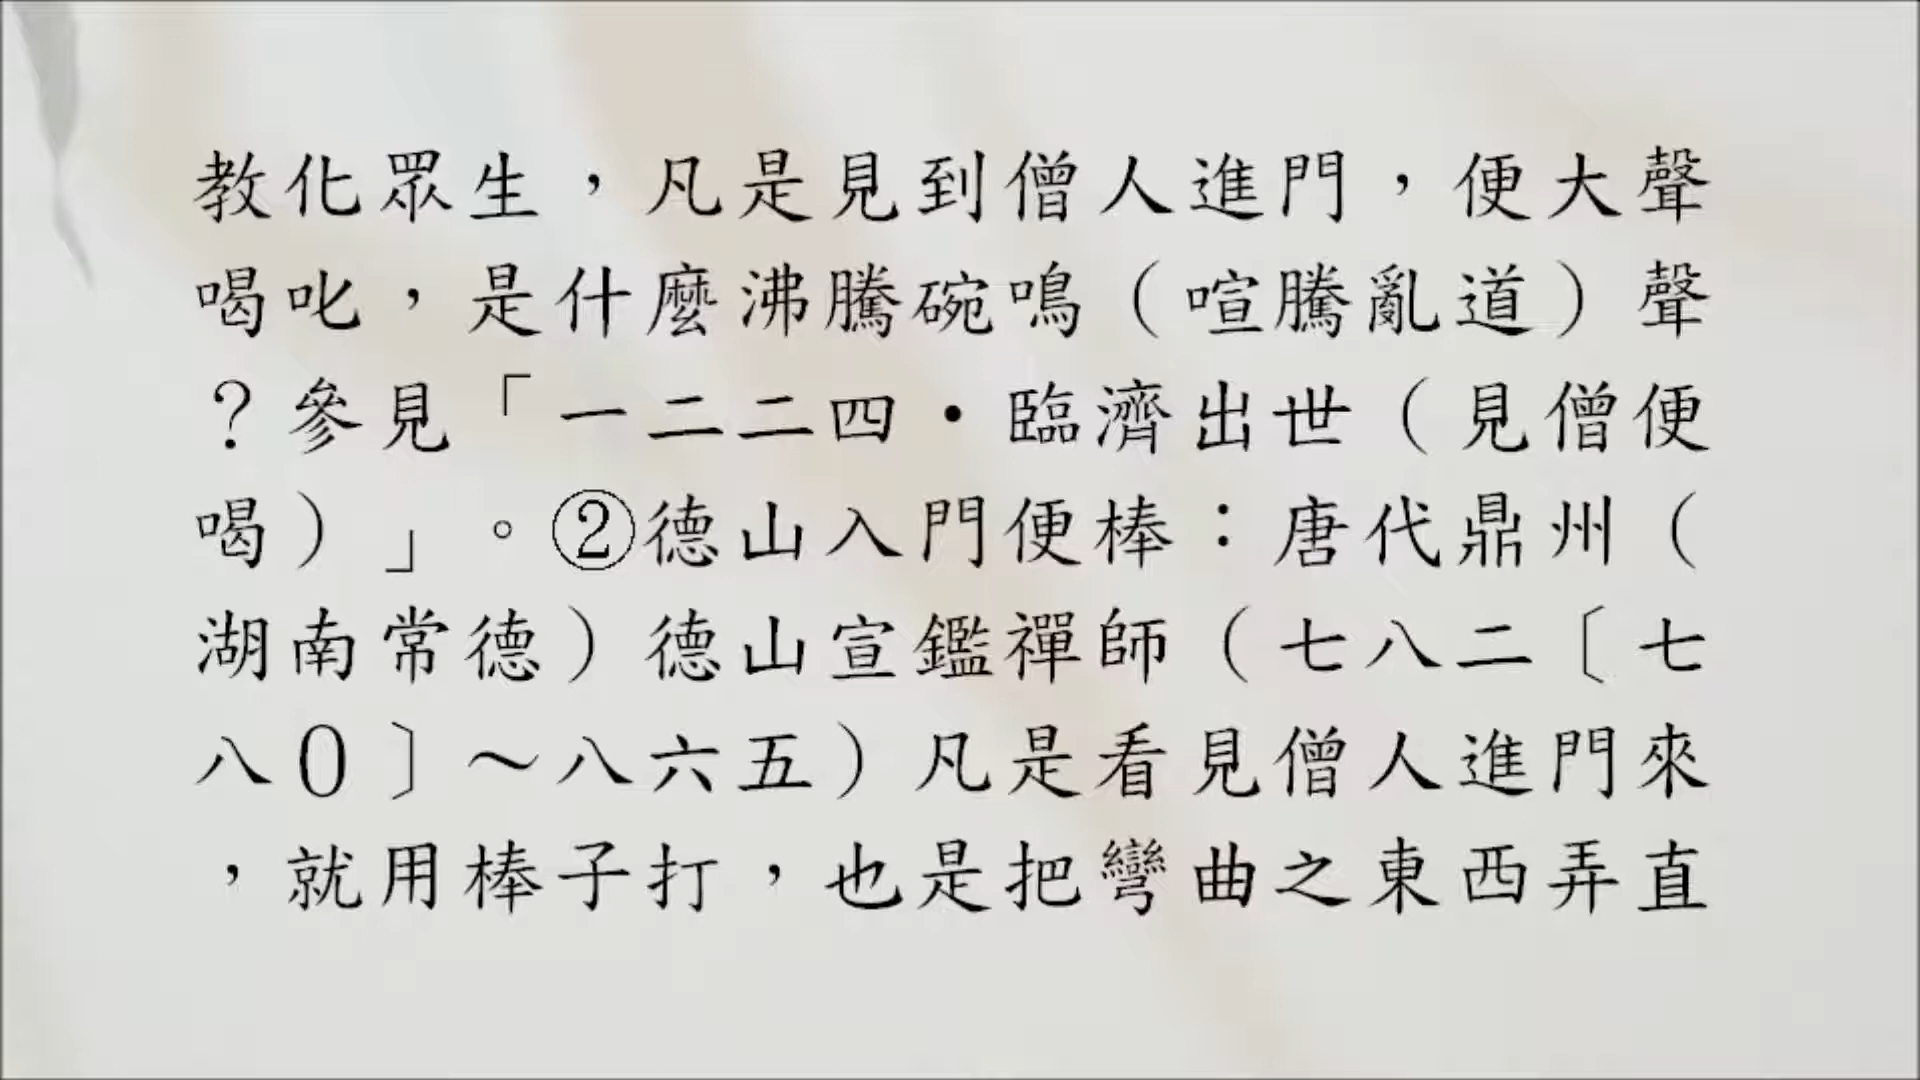 教化眾生，凡是見到僧人進門，便大聲
喝叱，是什麼沸騰碗鳴（喧騰亂道）聲
？參見「一二二四•臨濟出世（見僧便
喝）」。②德山入門便棒：唐代鼎州（
湖南常德）德山宣鑑禪師（七八二〔七
八０〕～八六五）凡是看見僧人進門來
，就用棒子打，也是把彎曲之東西弄直